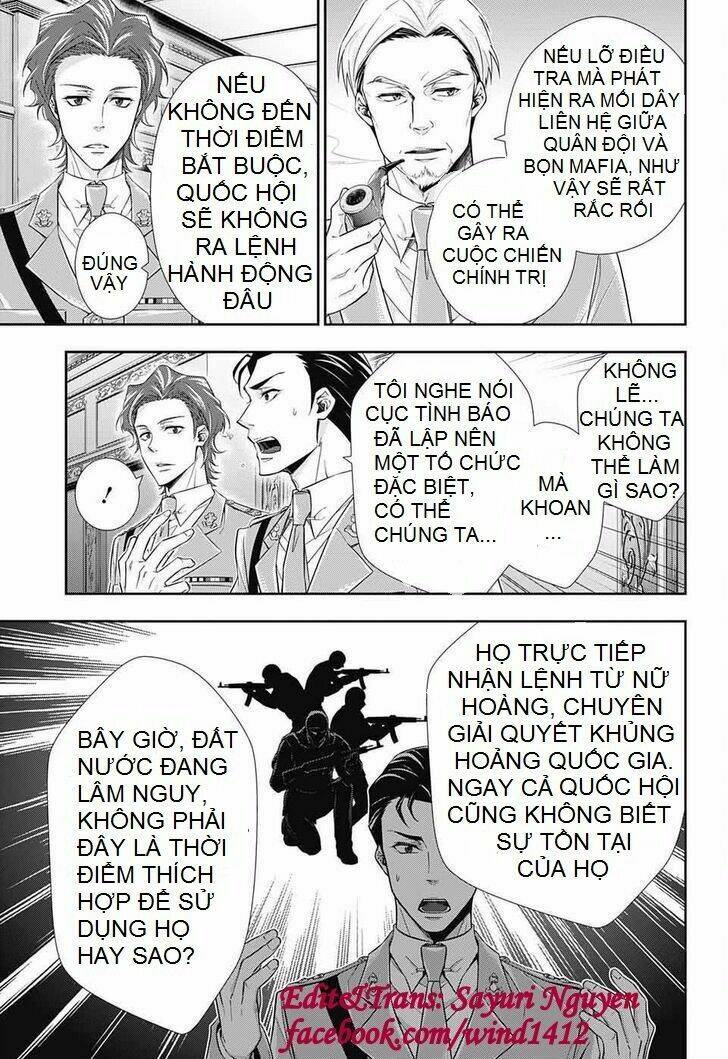 NẾU LỠ ĐIỀU
TRA MÀ PHÁT
HIỆN RA MỐI DÂY
LIÊN HỆ GIỮA
QUÂN ĐỘI VÀ
BỌN MAFIA, NHƯ
VẬY SẼ RẤT
RẮC RỐI
CÓ THỂ
GÂY RA
CUỘC CHIẾN
CHÍNH TRỊ
NẾU
KHÔNG ĐẾN
THỜI ĐIỂM
BẮT BUỘC,
QUỐC HỘI
SẼ KHÔNG
RA LỆNH
HÀNH ĐỘNG
ĐÂU
ĐÚNG
VẬY
KHÔNG
LẼ...
CHÚNG TA
KHÔNG
THỂ LÀM
GÌ SAO?
MÀ
KHOAN
...
TÔI NGHE NÓI
CỤC TÌNH BÁO
ĐÃ LẬP NÊN
MỘT TỔ CHỨC
ĐẶC BIỆT,
CÓ THỂ
CHÚNG TA...
!
HỌ TRỰC TIẾP
NHẬN LỆNH TỪ NỮ
HOÀNG, CHUYÊN
GIẢI QUYẾT KHỦNG
HOẢNG QUỐC GIA.
NGAY CẢ QUỐC HỘI
CŨNG KHÔNG BIẾT
SỰ TỒN TẠI
CỦA HỌ
BÂY GIỜ, ĐẤT
NƯỚC ĐANG
LÂM NGUY,
KHÔNG PHẢI
ĐÂY LÀ THỜI
ĐIỂM THÍCH
HỢP ĐỂ SỬ
DỤNG HỌ
HAY SAO?
Edit&Trans: Sayuri Nguyen
facebook.com/wind1412